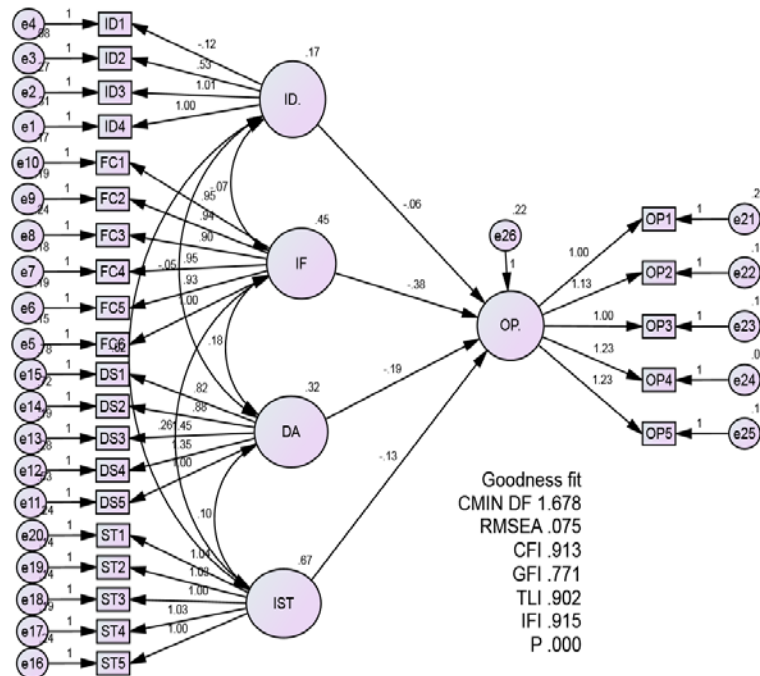 e4 1 ID1
e3 1 ID2
e2 1 ID3
e1 1 ID4
e10 1 FC1
e9 1 FC2
e8 1 FC3
e7 1 FC4
e6 1 FC5
e5 1 FC6
e15 1 DS1
e14 1 DS2
e13 1 DS3
e12 1 DS4
e11 1 DS5
e20 1 ST1
e19 1 ST2
e18 1 ST3
e17 1 ST4
e16 1 ST5
-.12
.53
1.01
1.00
.17
ID.
-.07
.95
.94
.90
.95
.93
1.00
-.05
.45
IF
.18
.82
.88
1.45
1.35
1.00
.26
.32
DA
.10
1.04
1.03
1.00
1.03
1.00
.67
IST
-.06
-.38
-.19
-.13
.22
e26
1
OP.
1.00
1.13
1.00
1.23
1.23
OP1 1 e21
OP2 1 e22
OP3 1 e23
OP4 1 e24
OP5 1 e25
Goodness fit
CMIN DF 1.678
RMSEA .075
CFI .913
GFI .771
TLI .902
IFI .915
P .000